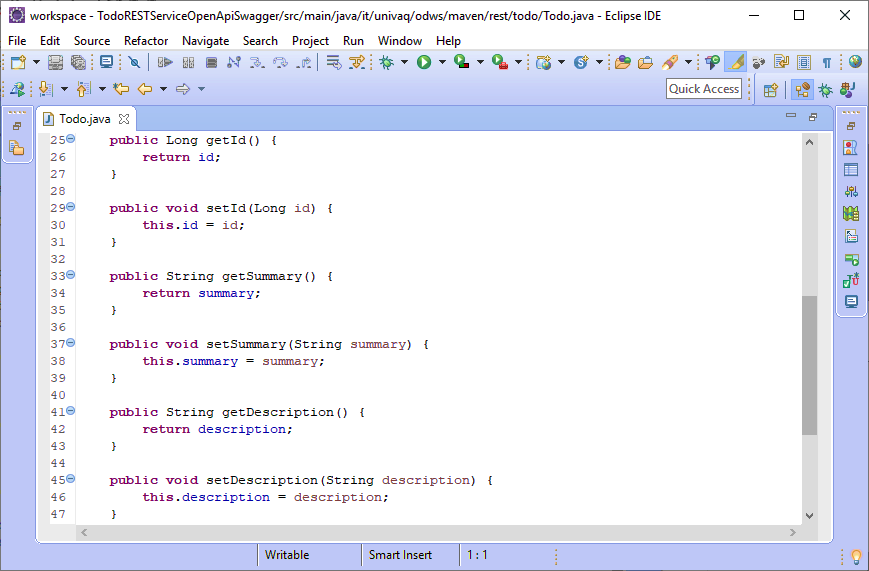 workspace - TodoRESTServiceOpenApiSwagger/src/main/java/it/univaq/odws/maven/rest/todo/Todo.java - Eclipse IDE
File Edit Source Refactor Navigate Search Project Run Window Help
Quick Access
Todo.java
25 public Long getId() {
26 return id;
27 }
28
29 public void setId(Long id) {
30 this.id = id;
31 }
32
33 public String getSummary() {
34 return summary;
35 }
36
37 public void setSummary(String summary) {
38 this.summary = summary;
39 }
40
41 public String getDescription() {
42 return description;
43 }
44
45 public void setDescription(String description) {
46 this.description = description;
47 }
Writable Smart Insert 1 : 1